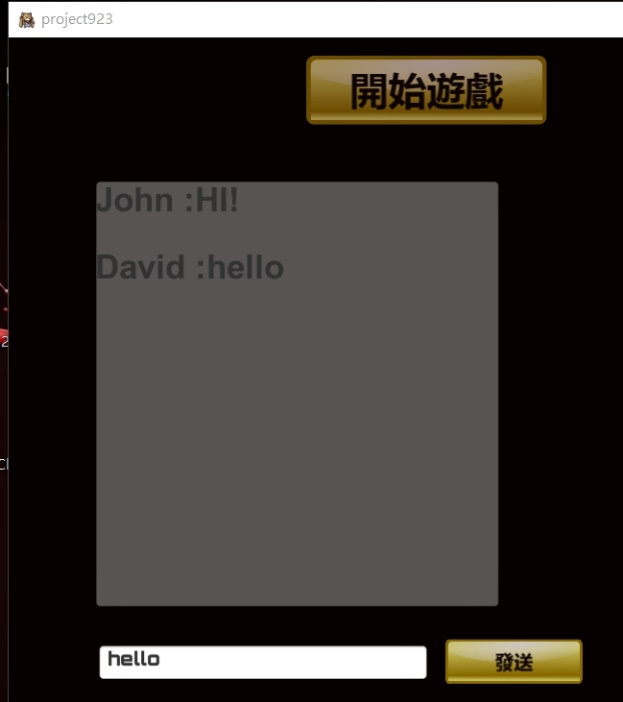 project923
開始遊戲
John :HI!
David :hello
hello
發送